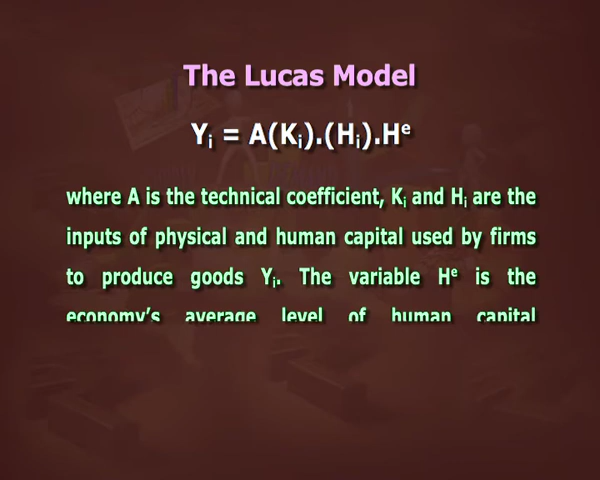 The Lucas Model
Yᵢ = A(Kᵢ).(Hᵢ).Hᵉ
where A is the technical coefficient, Kᵢ and Hᵢ are the
inputs of physical and human capital used by firms
to produce goods Yᵢ. The variable Hᵉ is the
economy's average level of human capital